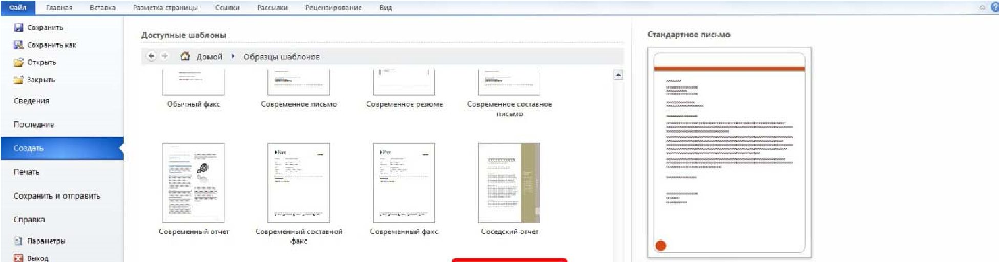 Файл Главная Вставка Разметка страницы Ссылки Рассылки Рецензирование Вид
Сохранить
Сохранить как
Открыть
Закрыть
Сведения
Последние
Создать
Печать
Сохранить и отправить
Справка
Параметры
Выход
Доступные шаблоны
Домой Образцы шаблонов
Обычный факс
Современное письмо
Современное резюме
Современное составное
письмо
Fax
Fax
Современный отчет
Современный составной
факс
Современный факс
Соседский отчет
Стандартное письмо